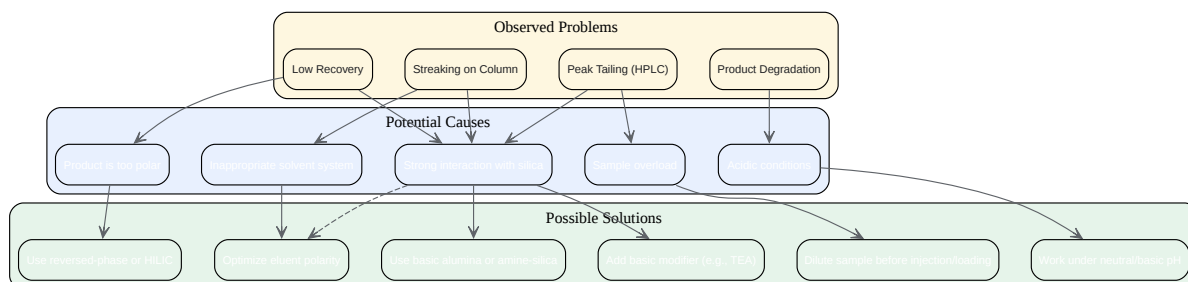 Observed Problems
Low Recovery
Streaking on Column
Peak Tailing (HPLC)
Product Degradation
Potential Causes
Product is too polar
Inappropriate solvent system
Strong interaction with silica
Sample overload
Acidic conditions
Possible Solutions
Use reversed-phase or HILIC
Optimize eluent polarity
Use basic alumina or amine-silica
Add basic modifier (e.g., TEA)
Dilute sample before injection/loading
Work under neutral/basic pH